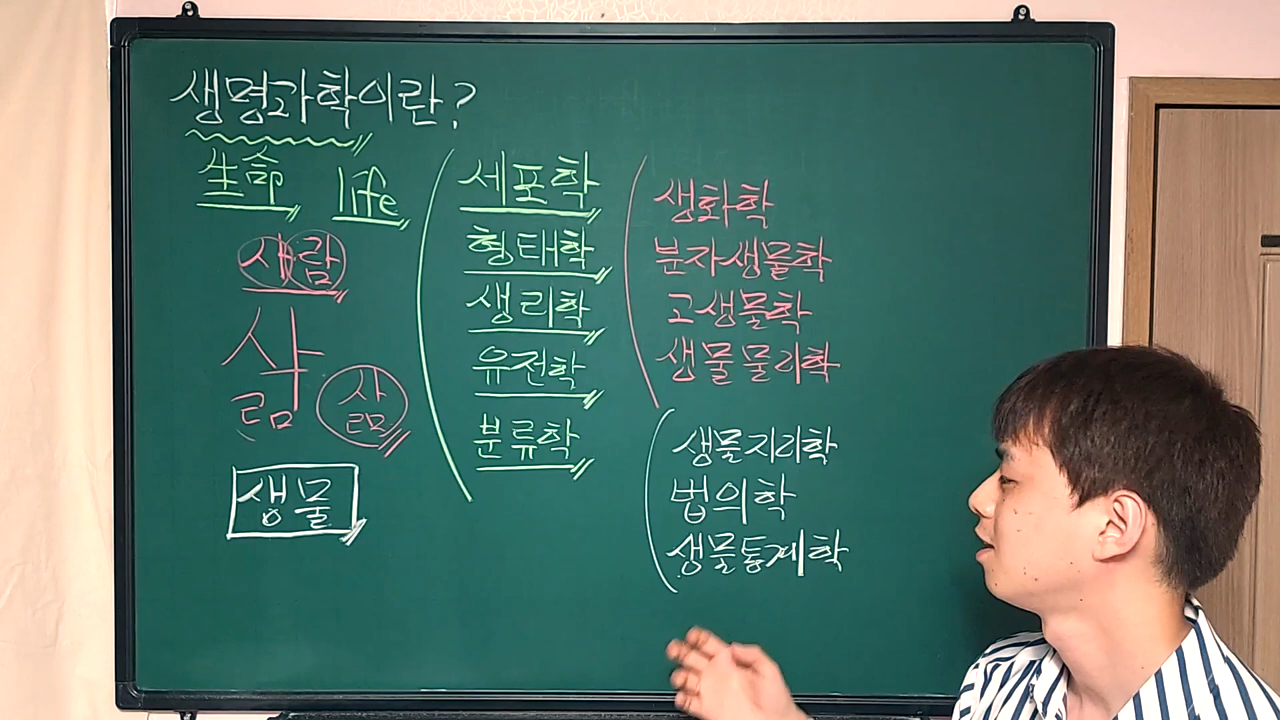 생명과학이란?
生命 life
사람
삶
삶
생물
세포학
형태학
생리학
유전학
분류학
생화학
분자생물학
고생물학
생물물리학
생물지리학
법의학
생물통계학